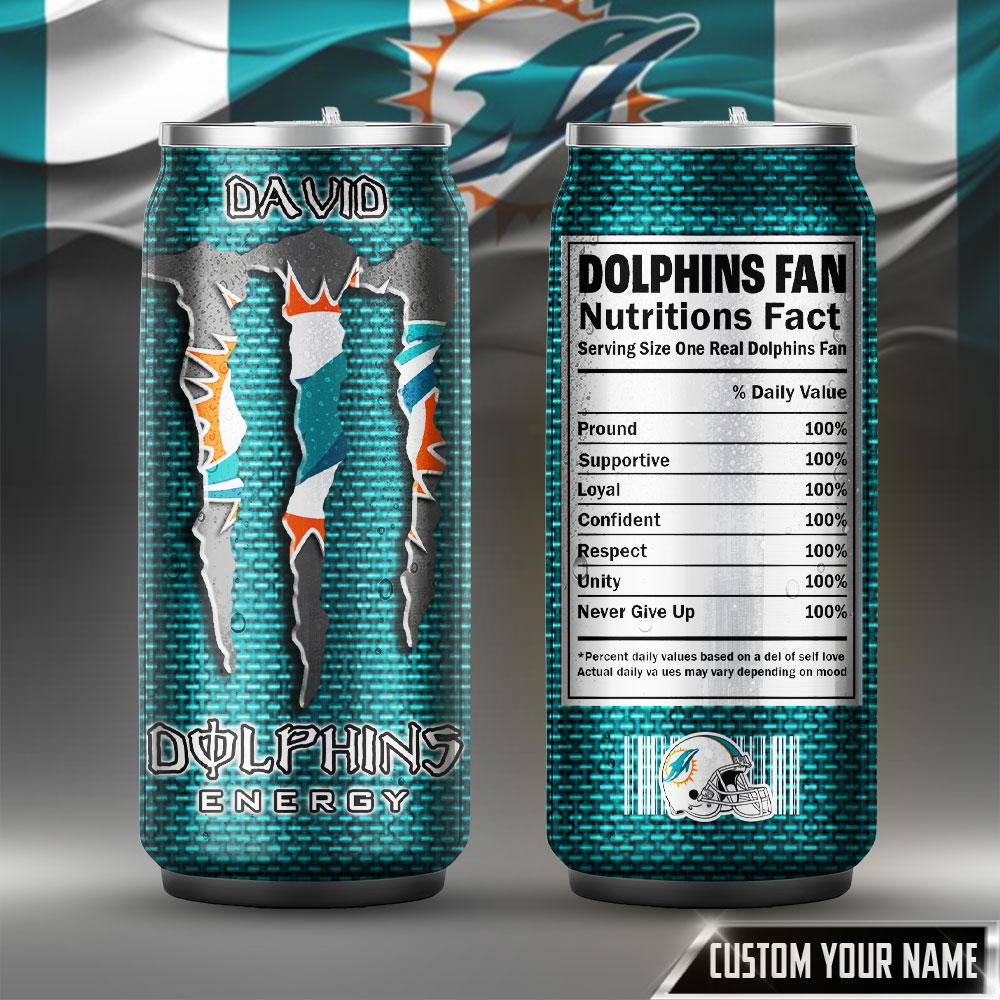 DAVID
DOLPHINS
ENERGY
DOLPHINS FAN
Nutritions Fact
Serving Size One Real Dolphins Fan
% Daily Value
Pround 100%
Supportive 100%
Loyal 100%
Confident 100%
Respect 100%
Unity 100%
Never Give Up 100%
*Percent daily values based on a del of self love
Actual daily va ues may vary depending on mood
CUSTOM YOUR NAME